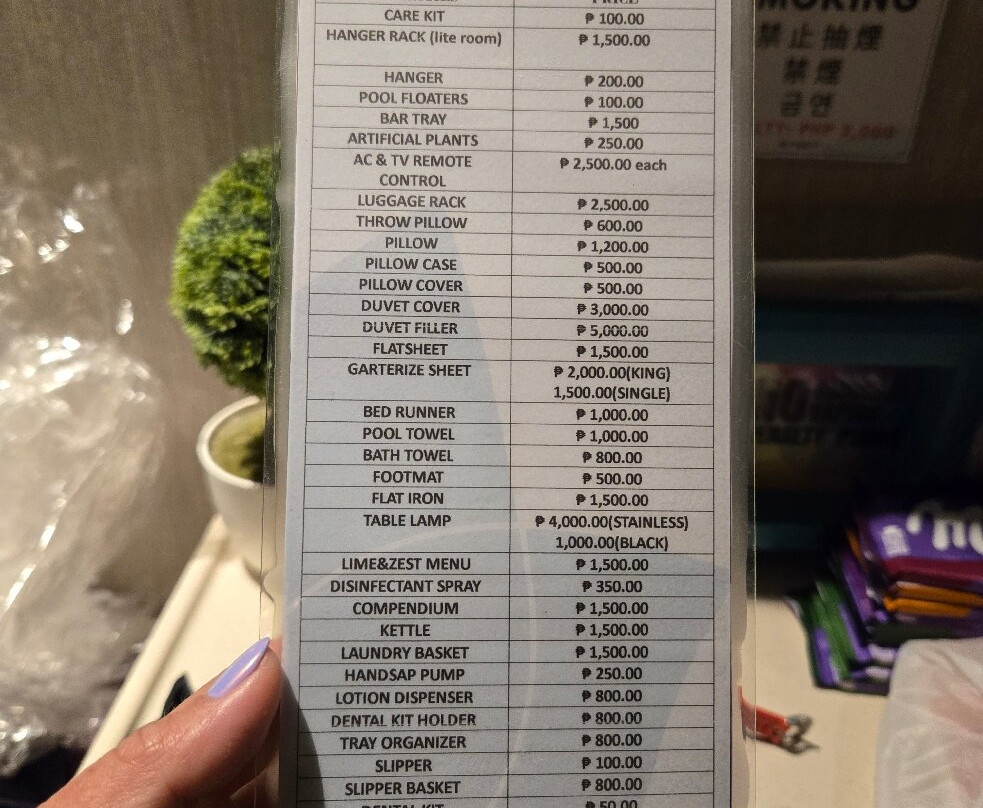 PRICE
CARE KIT ₱ 100.00
HANGER RACK (lite room) ₱ 1,500.00
HANGER ₱ 200.00
POOL FLOATERS ₱ 100.00
BAR TRAY ₱ 1,500
ARTIFICIAL PLANTS ₱ 250.00
AC & TV REMOTE ₱ 2,500.00 each
CONTROL
LUGGAGE RACK ₱ 2,500.00
THROW PILLOW ₱ 600.00
PILLOW ₱ 1,200.00
PILLOW CASE ₱ 500.00
PILLOW COVER ₱ 500.00
DUVET COVER ₱ 3,000.00
DUVET FILLER ₱ 5,000.00
FLATSHEET ₱ 1,500.00
GARTERIZE SHEET ₱ 2,000.00(KING)
1,500.00(SINGLE)
BED RUNNER ₱ 1,000.00
POOL TOWEL ₱ 1,000.00
BATH TOWEL ₱ 800.00
FOOTMAT ₱ 500.00
FLAT IRON ₱ 1,500.00
TABLE LAMP ₱ 4,000.00(STAINLESS)
1,000.00(BLACK)
LIME&ZEST MENU ₱ 1,500.00
DISINFECTANT SPRAY ₱ 350.00
COMPENDIUM ₱ 1,500.00
KETTLE ₱ 1,500.00
LAUNDRY BASKET ₱ 1,500.00
HANDSAP PUMP ₱ 250.00
LOTION DISPENSER ₱ 800.00
DENTAL KIT HOLDER ₱ 800.00
TRAY ORGANIZER ₱ 800.00
SLIPPER ₱ 100.00
SLIPPER BASKET ₱ 800.00
DENTAL KIT ₱ 50.00
MOKING
禁止抽煙
禁煙
금연